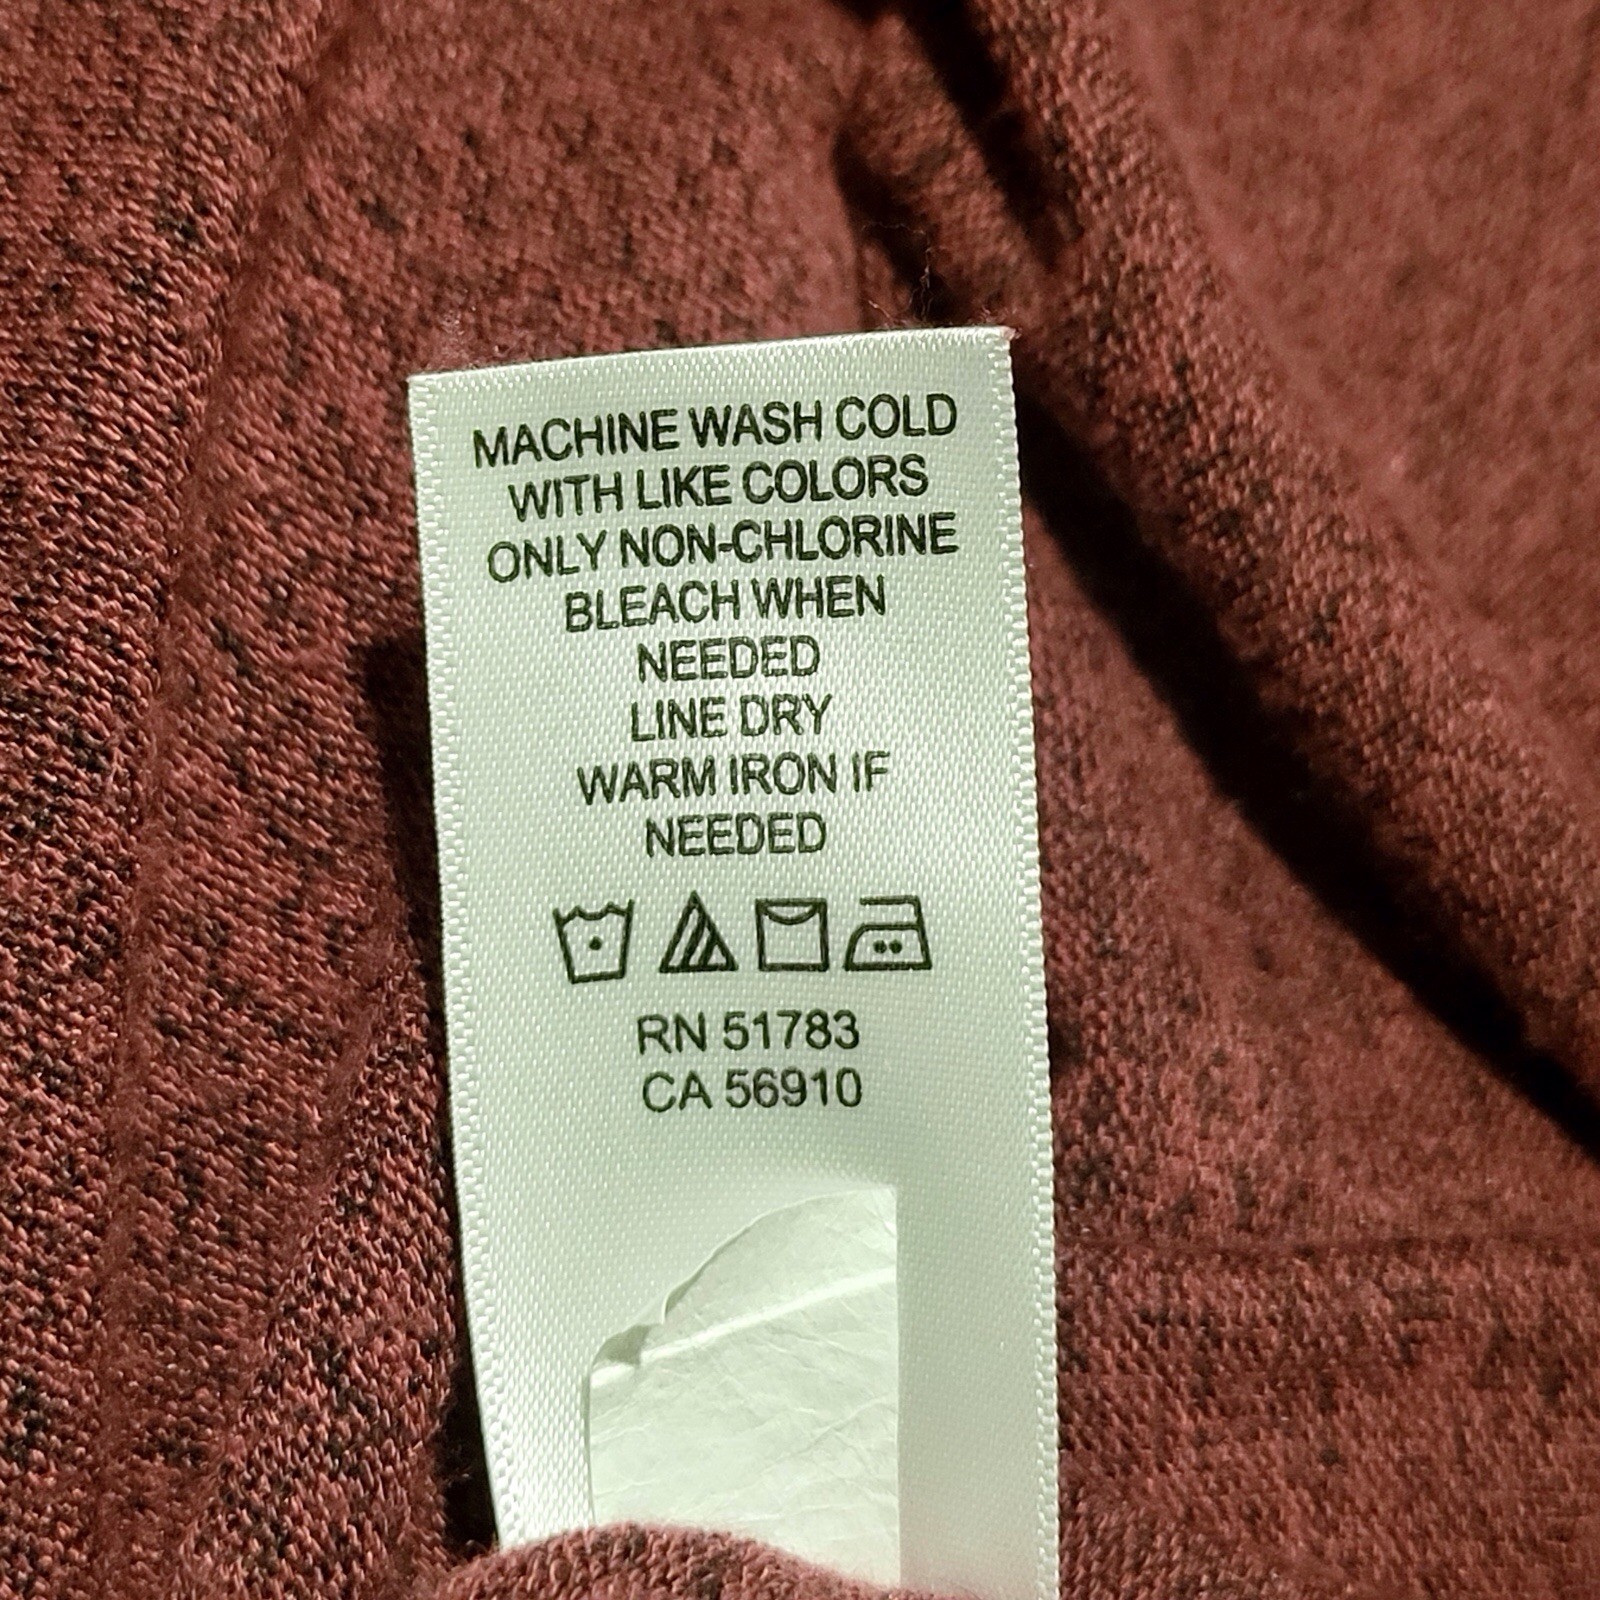 MACHINE WASH COLD
WITH LIKE COLORS
ONLY NON-CHLORINE
BLEACH WHEN
NEEDED
LINE DRY
WARM IRON IF
NEEDED
RN 51783
CA 56910